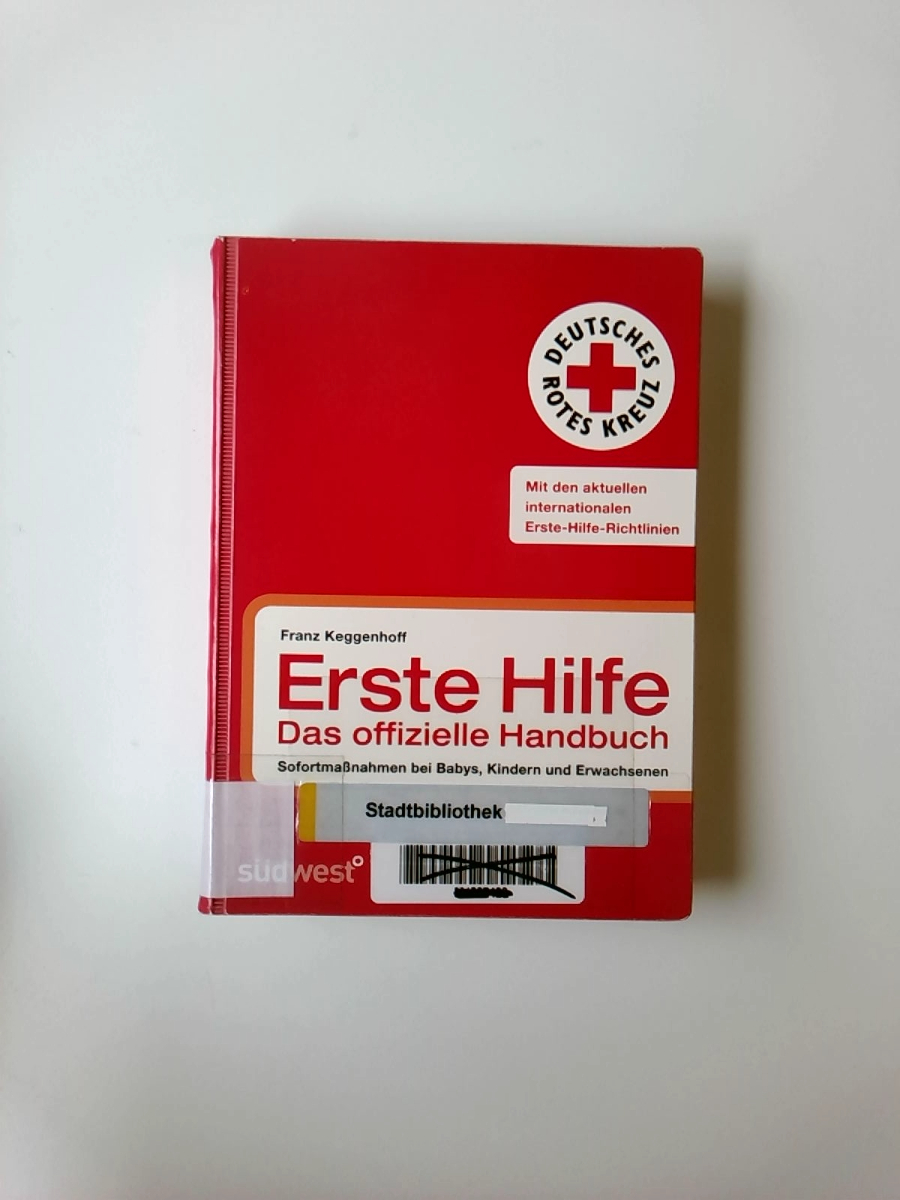 DEUTSCHES
ROTES KREUZ
Mit den aktuellen
internationalen
Erste-Hilfe-Richtlinien
Franz Keggenhoff
Erste Hilfe
Das offizielle Handbuch
Sofortmaßnahmen bei Babys, Kindern und Erwachsenen
Stadtbibliothek
südwest°